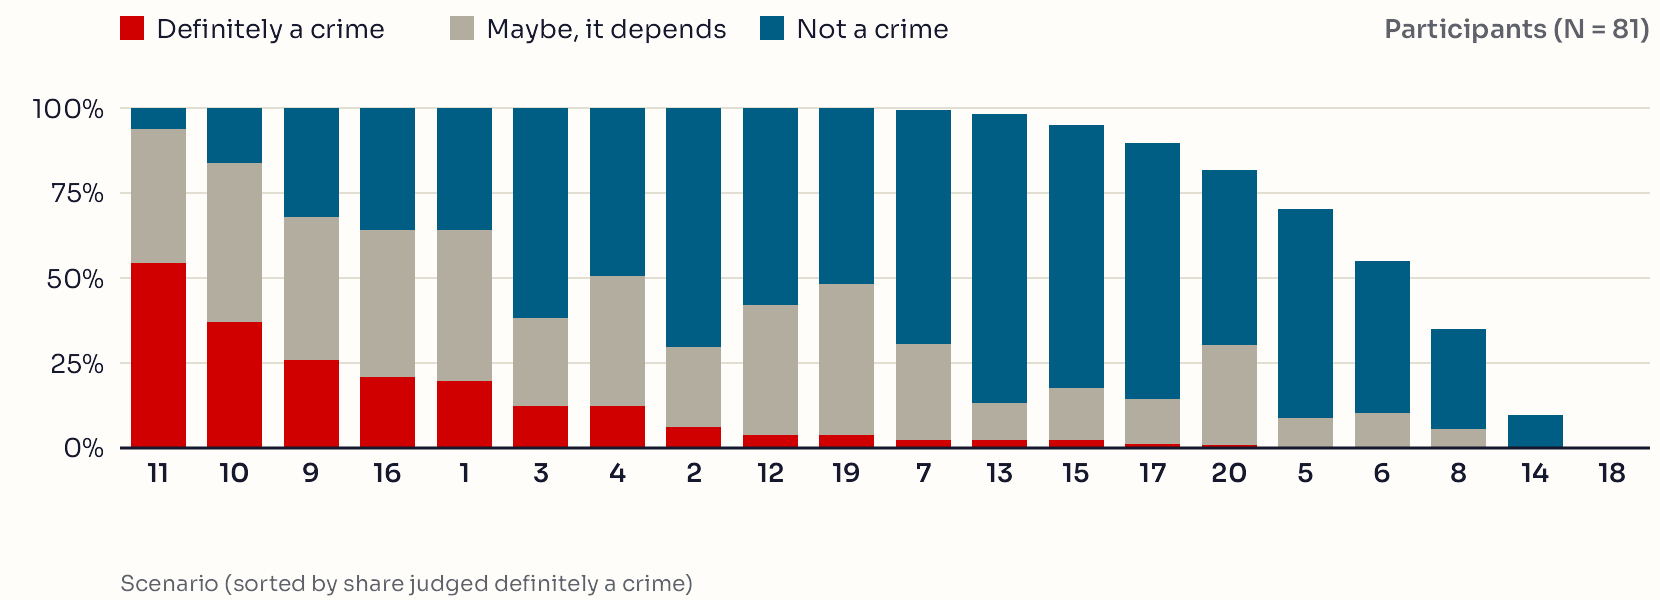 Definitely a crime Maybe, it depends Not a crime Participants (N = 81)
100%
75%
50%
25%
0%
11 10 9 16 1 3 4 2 12 19 7 13 15 17 20 5 6 8 14 18
Scenario (sorted by share judged definitely a crime)